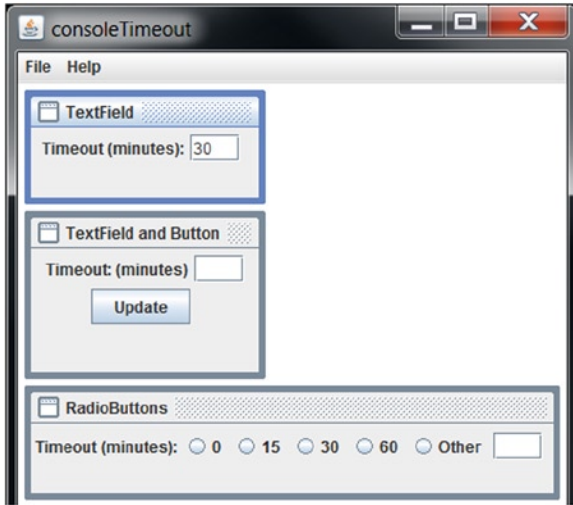 consoleTimeout
File Help
TextField
Timeout (minutes): 30
TextField and Button
Timeout: (minutes)
Update
RadioButtons
Timeout (minutes): 0 15 30 60 Other